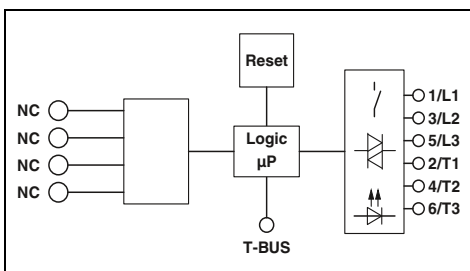 Reset
NC
NC
NC
NC
Logic
µP
T-BUS
1/L1
3/L2
5/L3
2/T1
4/T2
6/T3